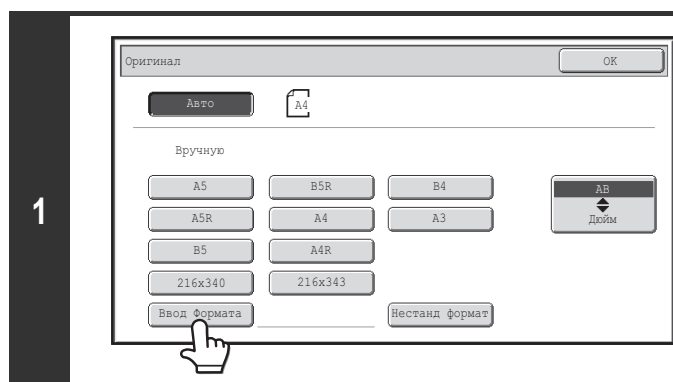 1
Оригинал
OK
Авто
A4
Вручную
A5
B5R
B4
AB
Дюйм
A5R
A4
A3
B5
A4R
216x340
216x343
Ввод Формата
Нестанд формат